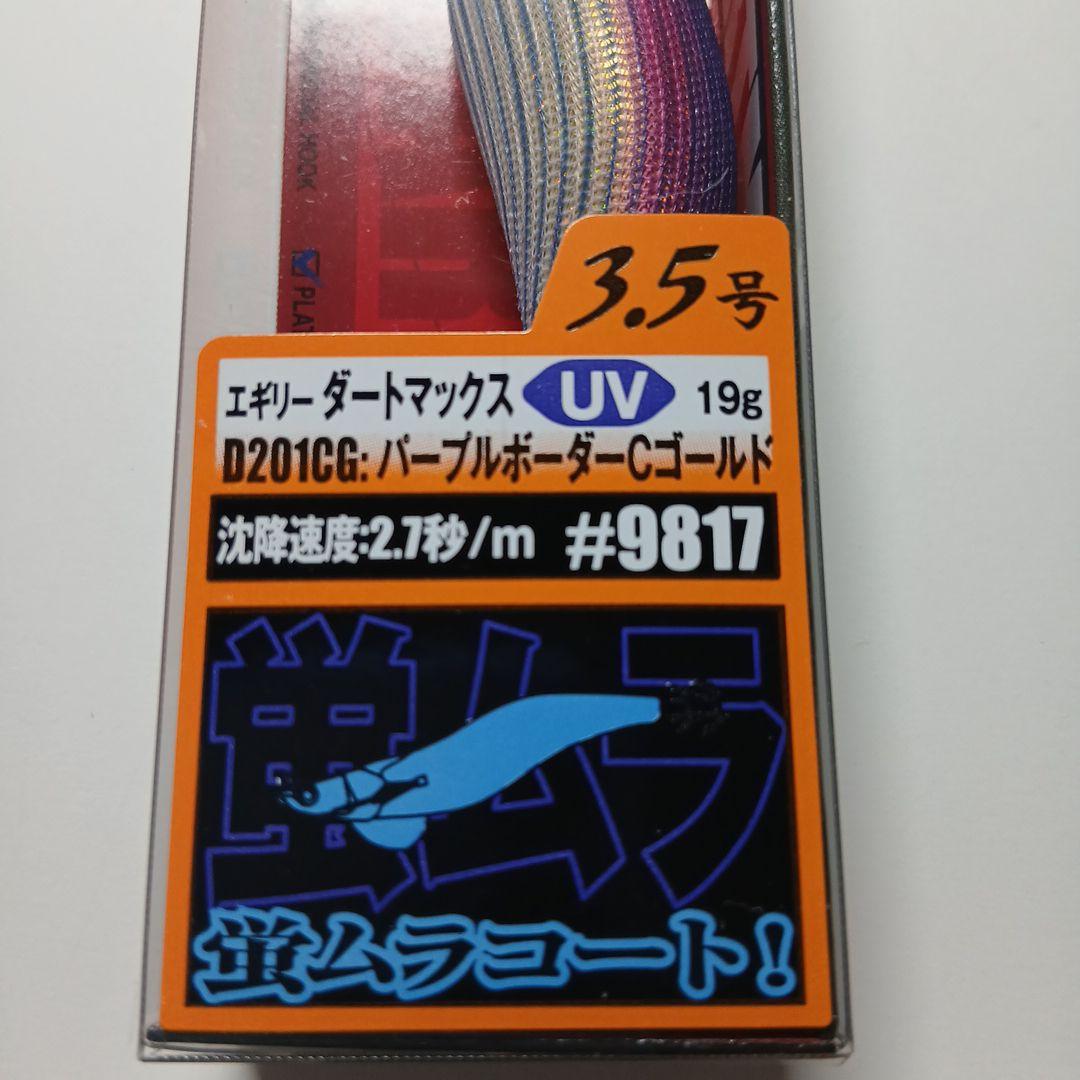 HOOK
PLAT
3.5号
エギリー ダートマックス UV 19g
D201CG: パープルボーダーCゴールド
沈降速度:2.7秒/m #9817
蛍ムラ
蛍ムラコート!